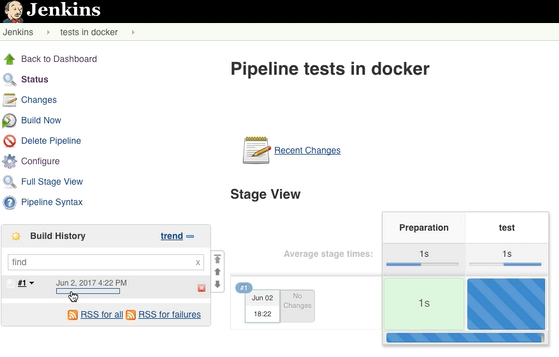 Jenkins
Jenkins
tests in docker
Back to Dashboard
Status
Changes
Build Now
Delete Pipeline
Configure
Full Stage View
Pipeline Syntax
Build History
trend
find
x
#1
Jun 2, 2017 4:22 PM
RSS for all
RSS for failures
Pipeline tests in docker
Recent Changes
Stage View
Preparation
test
Average stage times:
1s
1s
#1
Jun 02
18:22
No
Changes
1s